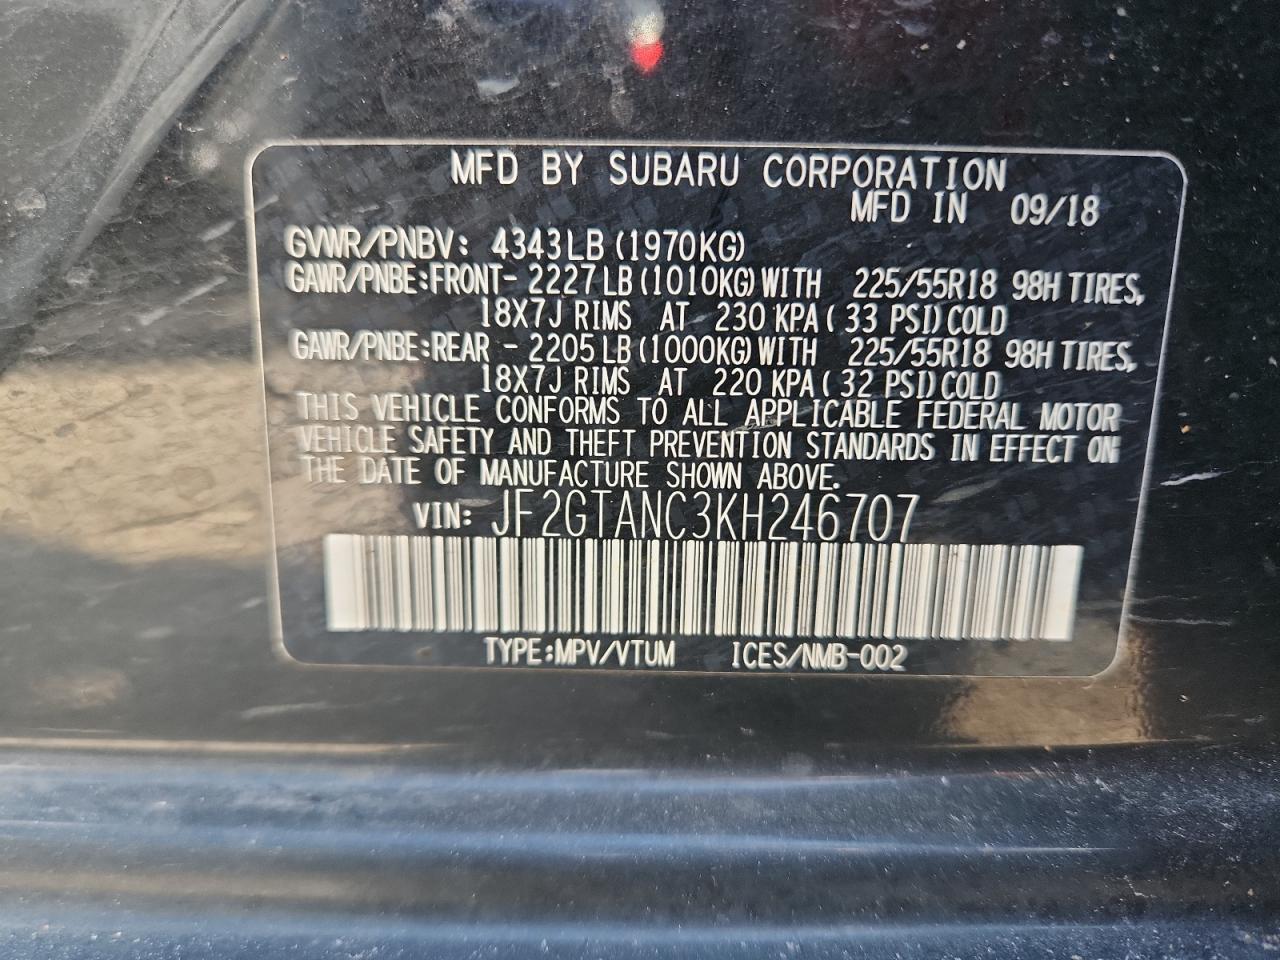 MFD BY SUBARU CORPORATION
MFD IN 09/18
GVWR/PNBV: 4343LB(1970KG)
GAWR/PNBE:FRONT- 2227LB(1010KG)WITH 225/55R18 98H TIRES,
18X7J RIMS AT 230 KPA( 33 PSI)COLD
GAWR/PNBE:REAR - 2205LB(1000KG)WITH 225/55R18 98H TIRES,
18X7J RIMS AT 220 KPA( 32 PSI)COLD
THIS VEHICLE CONFORMS TO ALL APPLICABLE FEDERAL MOTOR
VEHICLE SAFETY AND THEFT PREVENTION STANDARDS IN EFFECT ON
THE DATE OF MANUFACTURE SHOWN ABOVE.
VIN: JF2GTANC3KH246707
TYPE:MPV/VTUM ICES/NMB-002